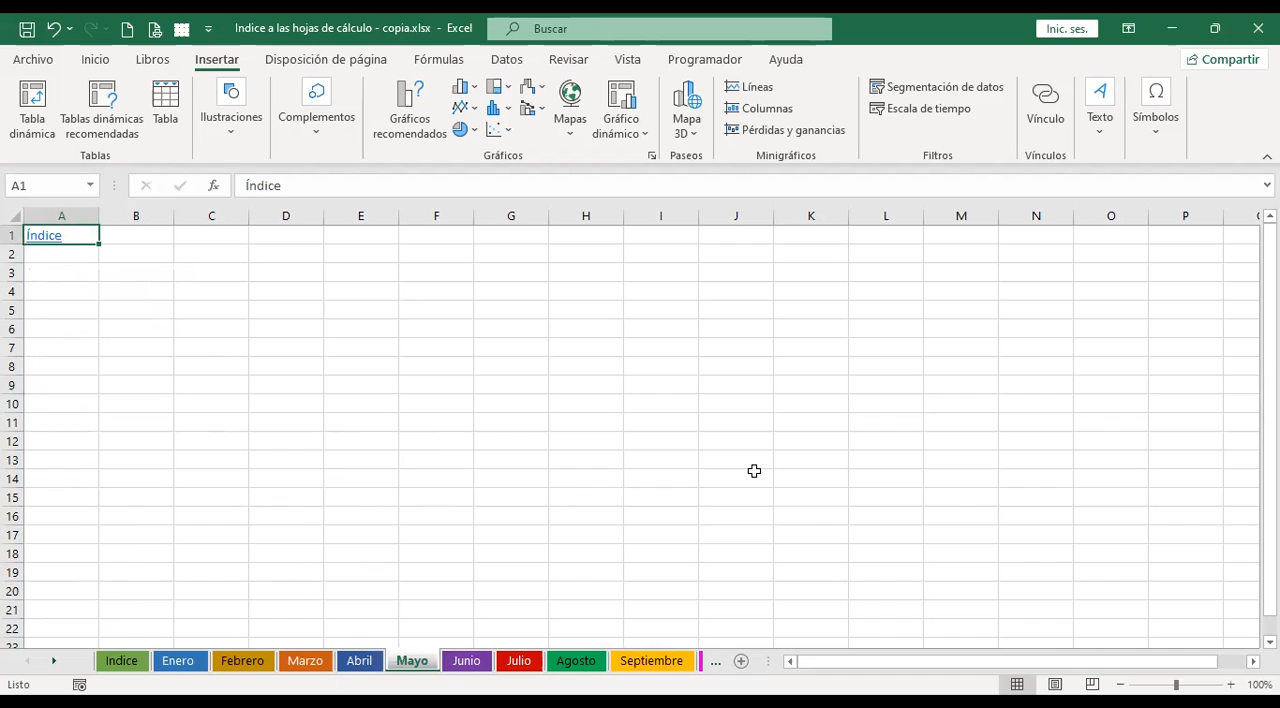 Indice a las hojas de cálculo - copia.xlsx - Excel
Buscar
Inic. ses.
Archivo Inicio Libros Insertar Disposición de página Fórmulas Datos Revisar Vista Programador Ayuda
Compartir
Tabla dinámica
Tablas dinámicas recomendadas
Tabla
Ilustraciones
Complementos
Gráficos recomendados
Mapas
Gráfico dinámico
Mapa 3D
Líneas
Columnas
Pérdidas y ganancias
Segmentación de datos
Escala de tiempo
Vínculo
Texto
Símbolos
Tablas Gráficos Paseos Minigráficos Filtros Vínculos
A1 fx Índice
A B C D E F G H I J K L M N O P
1 Índice
2
3
4
5
6
7
8
9
10
11
12
13
14
15
16
17
18
19
20
21
22
23
Indice Enero Febrero Marzo Abril Mayo Junio Julio Agosto Septiembre ...
Listo 100%